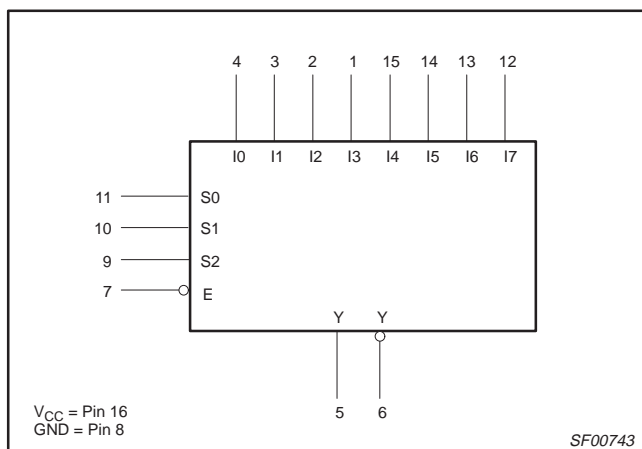 4 3 2 1 15 14 13 12
I0 I1 I2 I3 I4 I5 I6 I7
11 S0
10 S1
9 S2
7 E
Y Y
5 6
VCC = Pin 16
GND = Pin 8
SF00743